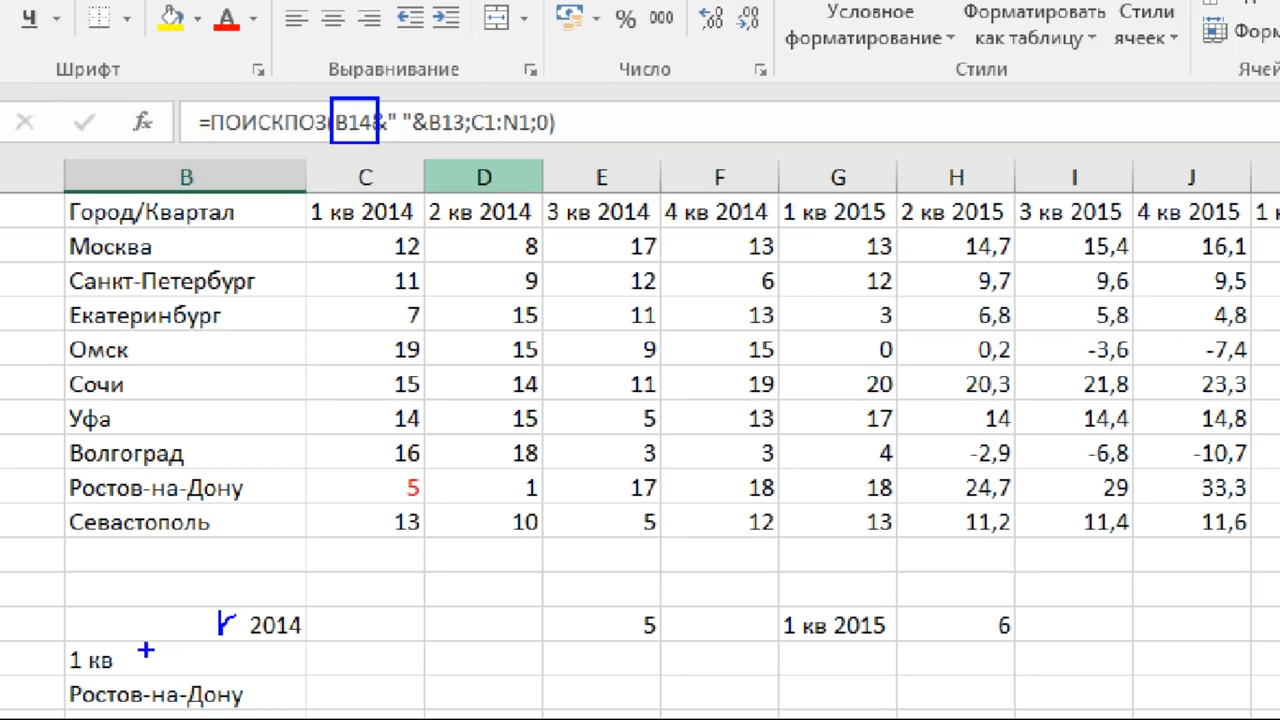 Ч A % 000 ,00 ,0
Условное Форматировать Стили
форматирование как таблицу ячеек
Шрифт Выравнивание Число Стили
fx =ПОИСКПОЗ(B14&" "&B13;C1:N1;0)
B C D E F G H I J
Город/Квартал 1 кв 2014 2 кв 2014 3 кв 2014 4 кв 2014 1 кв 2015 2 кв 2015 3 кв 2015 4 кв 2015
Москва 12 8 17 13 13 14,7 15,4 16,1
Санкт-Петербург 11 9 12 6 12 9,7 9,6 9,5
Екатеринбург 7 15 11 13 3 6,8 5,8 4,8
Омск 19 15 9 15 0 0,2 -3,6 -7,4
Сочи 15 14 11 19 20 20,3 21,8 23,3
Уфа 14 15 5 13 17 14 14,4 14,8
Волгоград 16 18 3 3 4 -2,9 -6,8 -10,7
Ростов-на-Дону 5 1 17 18 18 24,7 29 33,3
Севастополь 13 10 5 12 13 11,2 11,4 11,6
2014 5 1 кв 2015 6
1 кв
Ростов-на-Дону